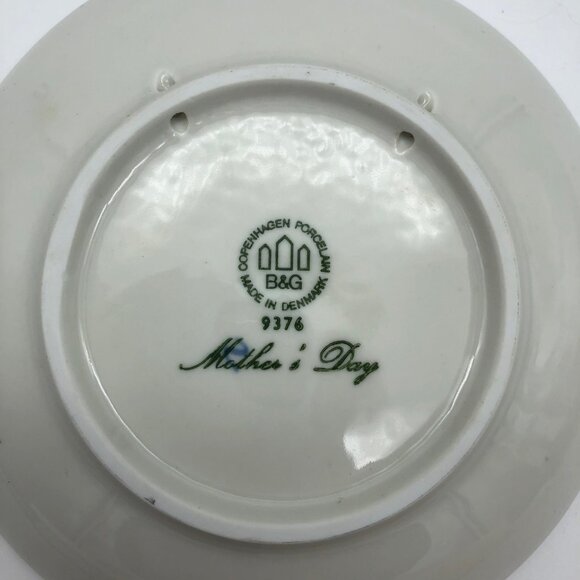 COPENHAGEN PORCELAIN
B&G
MADE IN DENMARK
9376
Mother's Day